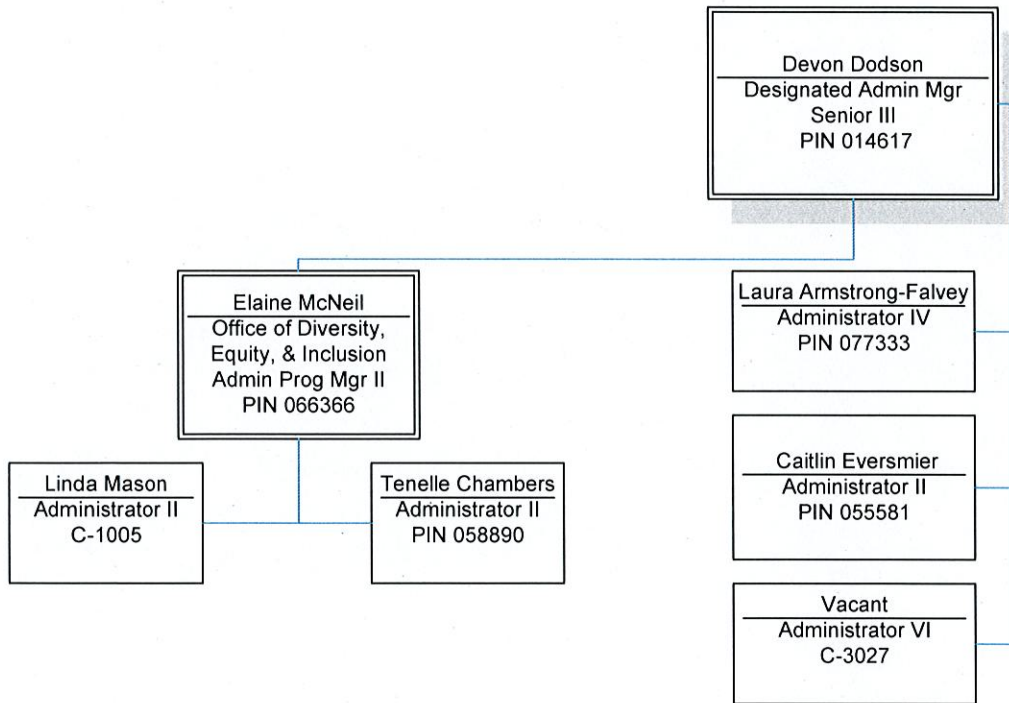 Devon Dodson
Designated Admin Mgr
Senior III
PIN 014617
Elaine McNeil
Office of Diversity,
Equity, & Inclusion
Admin Prog Mgr II
PIN 066366
Laura Armstrong-Falvey
Administrator IV
PIN 077333
Linda Mason
Administrator II
C-1005
Tenelle Chambers
Administrator II
PIN 058890
Caitlin Eversmier
Administrator II
PIN 055581
Vacant
Administrator VI
C-3027